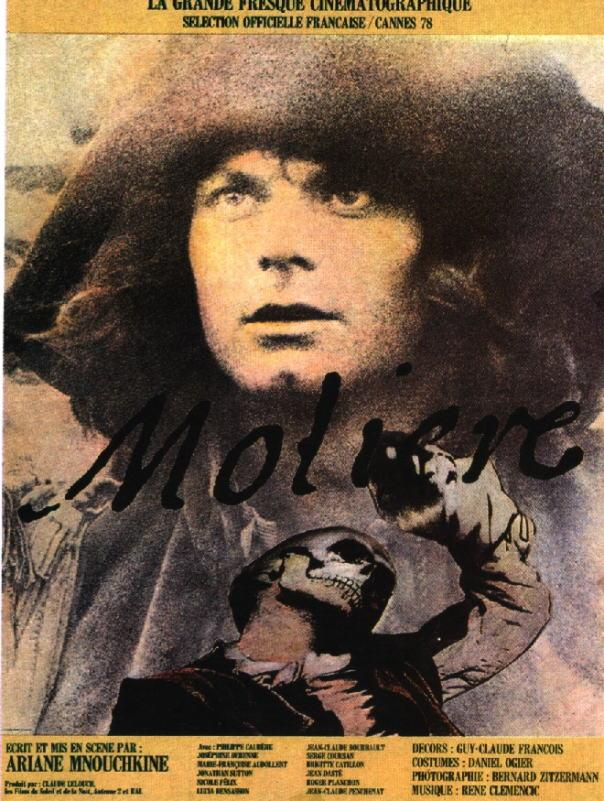 LA GRANDE FRESQUE CINEMATOGRAPHIQUE
SELECTION OFFICIELLE FRANCAISE / CANNES 78
Molière
ECRIT ET MIS EN SCENE PAR :
ARIANE MNOUCHKINE
Produit par : CLAUDE LELOUCH,
les Films du Soleil et de la Nuit, Antenne 2 et RAI.
Avec : PHILIPPE CAUBÈRE
JOSÉPHINE DERENNE
MARIE-FRANÇOISE AUDOLLENT
JONATHAN SUTTON
NICOLE FÉLIX
LUCIA BENSASSON
JEAN-CLAUDE BOURBAULT
SERGE COURSAN
BRIGITTE CATILLON
JEAN DASTÉ
ROGER PLANCHON
JEAN-CLAUDE PENCHENAT
DECORS : GUY-CLAUDE FRANCOIS
COSTUMES : DANIEL OGIER
PHOTOGRAPHIE : BERNARD ZITZERMANN
MUSIQUE : RENE CLEMENCIC